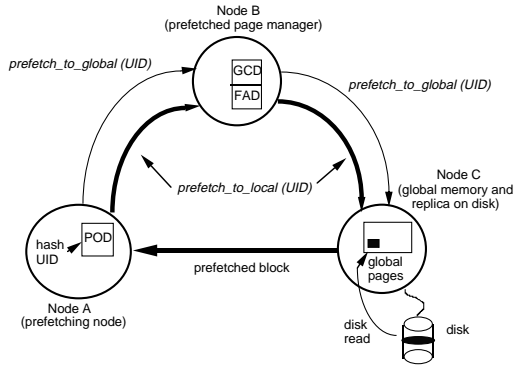 Node B
(prefetched page manager)
GCD
FAD
prefetch_to_global (UID)
prefetch_to_global (UID)
prefetch_to_local (UID)
Node C
(global memory and
replica on disk)
hash
UID
POD
global
pages
prefetched block
Node A
(prefetching node)
disk
read
disk